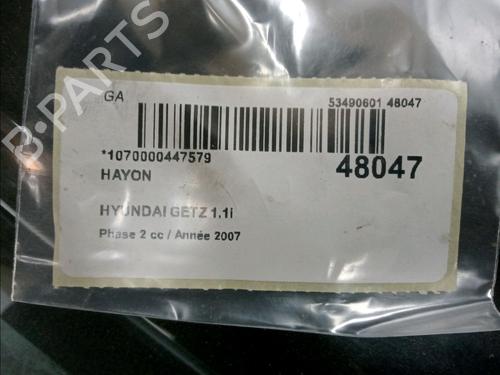 B-PARTS
GA
53490601 48047
*1070000447579
48047
HAYON
HYUNDAI GETZ 1.1i
Phase 2 cc / Année 2007